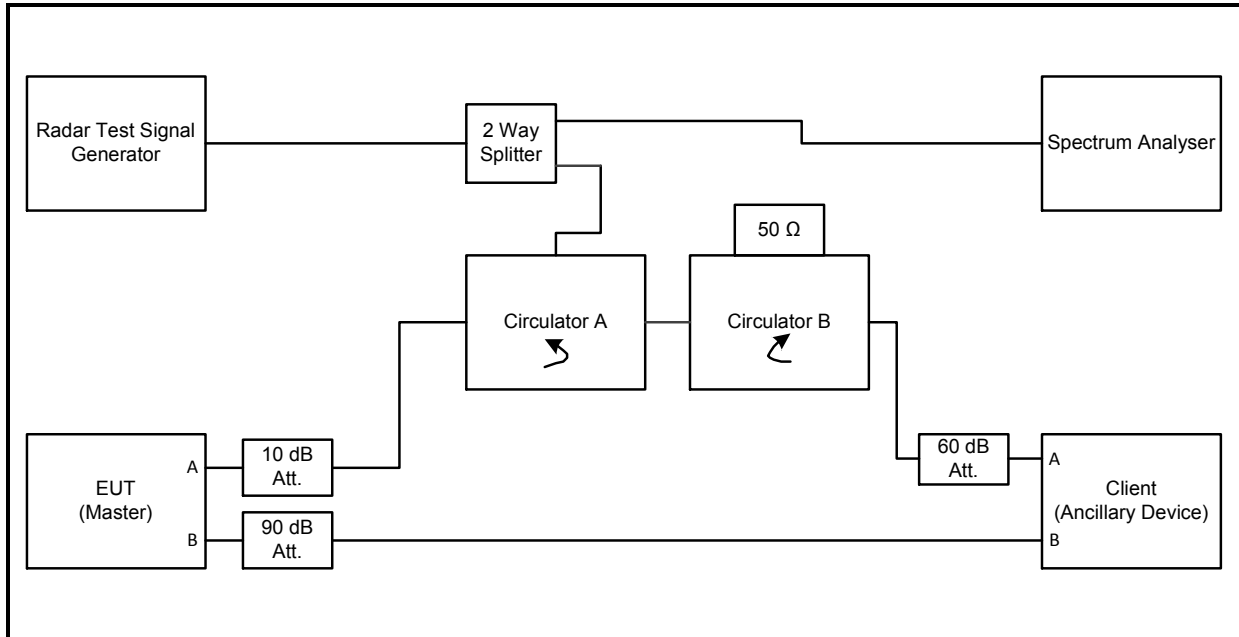 Radar Test Signal
Generator
2 Way
Splitter
Spectrum Analyser
50 Ω
Circulator A
Circulator B
A
10 dB
Att.
EUT
(Master)
B
90 dB
Att.
60 dB
Att.
A
Client
(Ancillary Device)
B